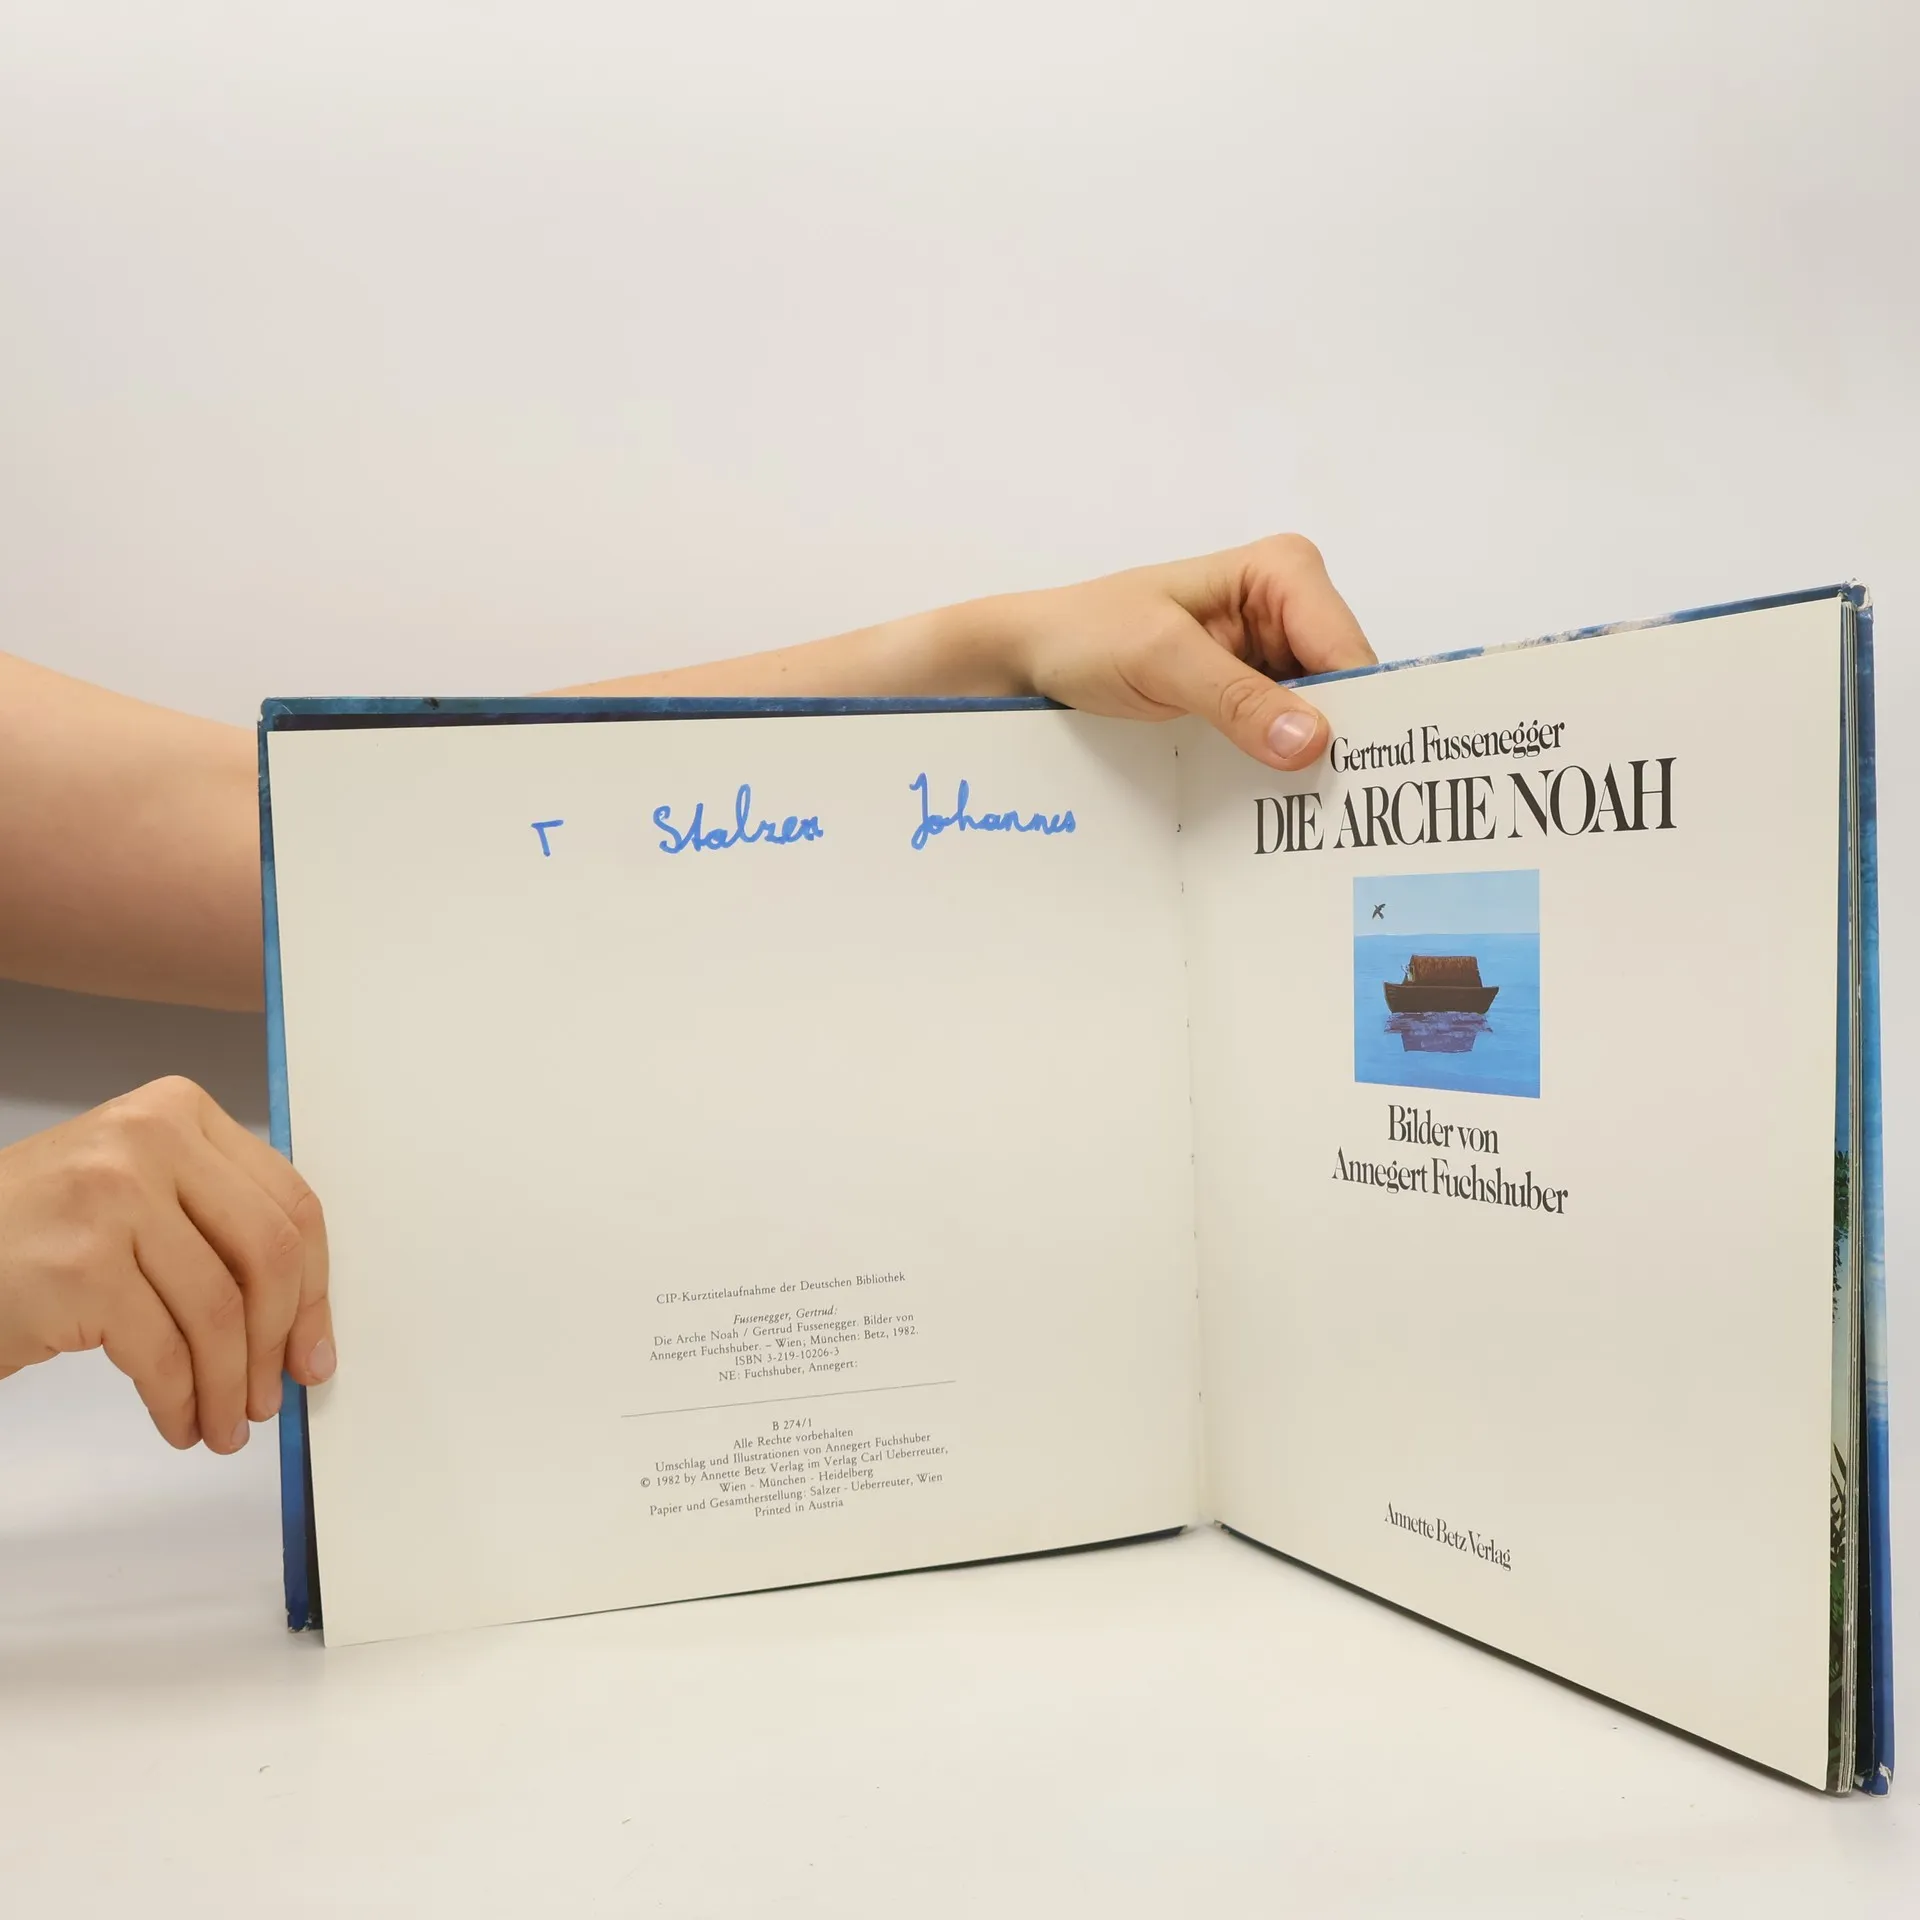 T Stalzer Johannes
CIP-Kurztitelaufnahme der Deutschen Bibliothek
Fussenegger, Gertrud:
Die Arche Noah / Gertrud Fussenegger. Bilder von
Annegert Fuchshuber. – Wien; München: Betz, 1982.
ISBN 3-219-10206-3
NE: Fuchshuber, Annegert:
B 274/1
Alle Rechte vorbehalten
Umschlag und Illustrationen von Annegert Fuchshuber
© 1982 by Annette Betz Verlag im Verlag Carl Ueberreuter,
Wien - München - Heidelberg
Papier und Gesamtherstellung: Salzer - Ueberreuter, Wien
Printed in Austria
Gertrud Fussenegger
DIE ARCHE NOAH
Bilder von
Annegert Fuchshuber
Annette Betz Verlag